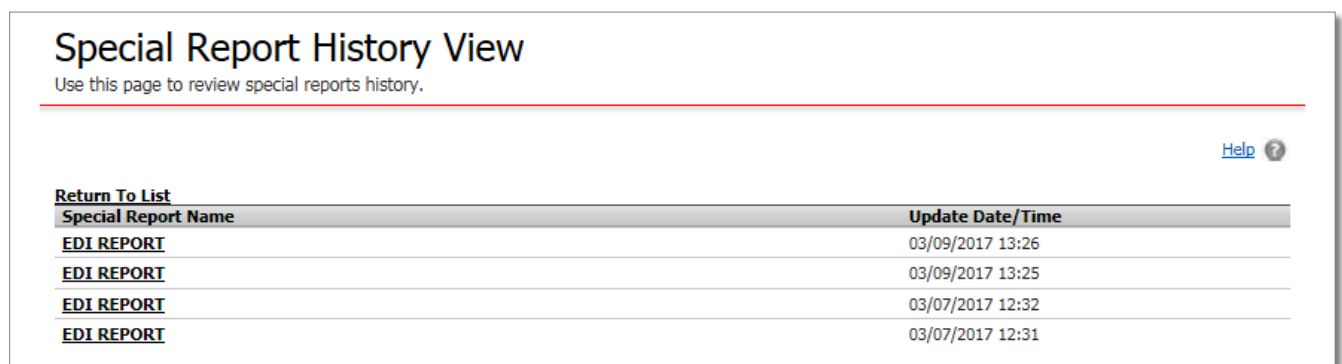 Special Report History View
Use this page to review special reports history.
Help
Return To List
Special Report Name Update Date/Time
EDI REPORT 03/09/2017 13:26
EDI REPORT 03/09/2017 13:25
EDI REPORT 03/07/2017 12:32
EDI REPORT 03/07/2017 12:31